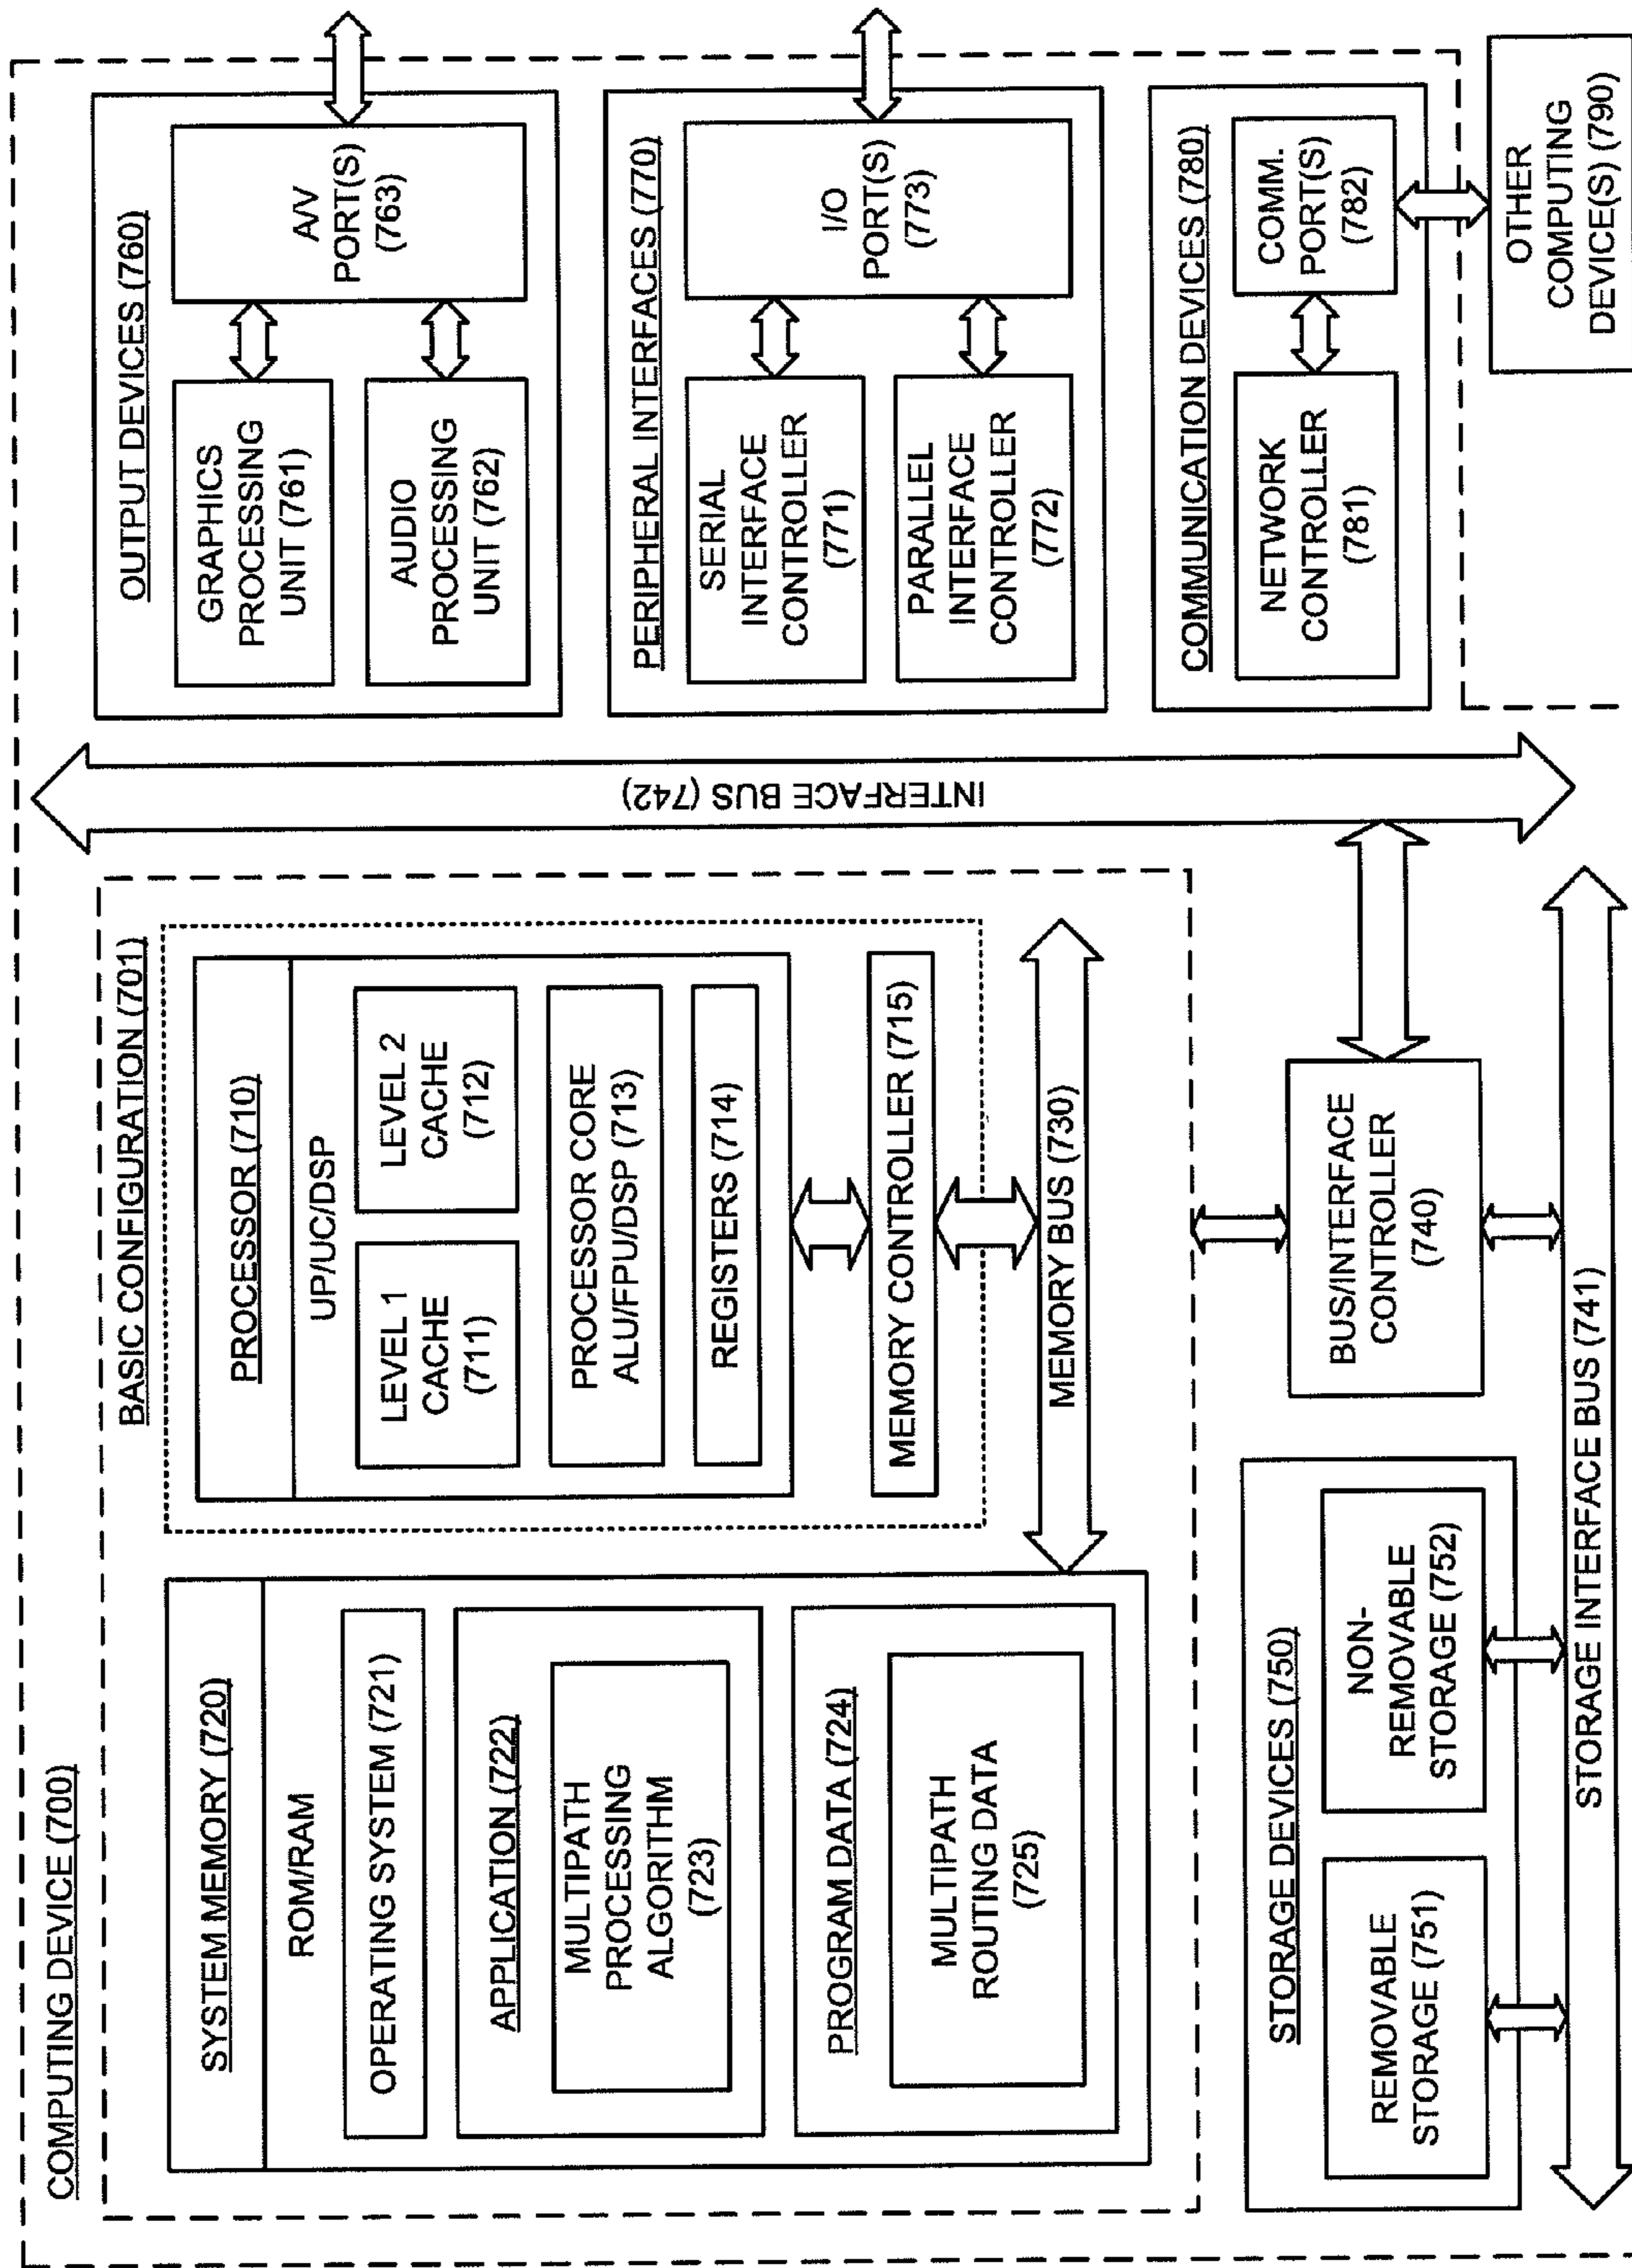 COMPUTING DEVICE (700)
BASIC CONFIGURATION (701)
SYSTEM MEMORY (720)
ROM/RAM
OPERATING SYSTEM (721)
APPLICATION (722)
MULTIPATH
PROCESSING
ALGORITHM
(723)
PROGRAM DATA (724)
MULTIPATH
ROUTING DATA
(725)
PROCESSOR (710)
UP/UC/DSP
LEVEL 1
CACHE
(711)
LEVEL 2
CACHE
(712)
PROCESSOR CORE
ALU/FPU/DSP (713)
REGISTERS (714)
MEMORY CONTROLLER (715)
MEMORY BUS (730)
BUS/INTERFACE
CONTROLLER
(740)
STORAGE DEVICES (750)
REMOVABLE
STORAGE (751)
NON-
REMOVABLE
STORAGE (752)
STORAGE INTERFACE BUS (741)
INTERFACE BUS (742)
OUTPUT DEVICES (760)
GRAPHICS
PROCESSING
UNIT (761)
AUDIO
PROCESSING
UNIT (762)
A/V
PORT(S)
(763)
PERIPHERAL INTERFACES (770)
SERIAL
INTERFACE
CONTROLLER
(771)
PARALLEL
INTERFACE
CONTROLLER
(772)
I/O
PORT(S)
(773)
COMMUNICATION DEVICES (780)
NETWORK
CONTROLLER
(781)
COMM.
PORT(S)
(782)
OTHER
COMPUTING
DEVICE(S) (790)